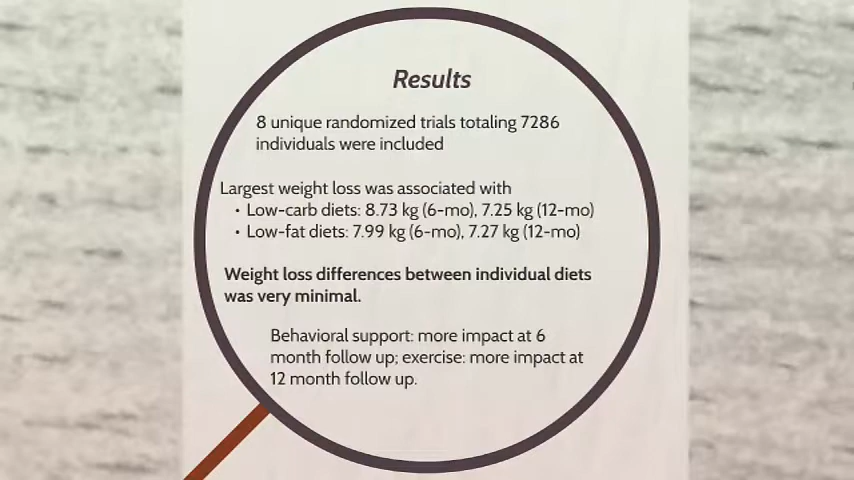 Results
8 unique randomized trials totaling 7286
individuals were included
Largest weight loss was associated with
• Low-carb diets: 8.73 kg (6-mo), 7.25 kg (12-mo)
• Low-fat diets: 7.99 kg (6-mo), 7.27 kg (12-mo)
Weight loss differences between individual diets
was very minimal.
Behavioral support: more impact at 6
month follow up; exercise: more impact at
12 month follow up.